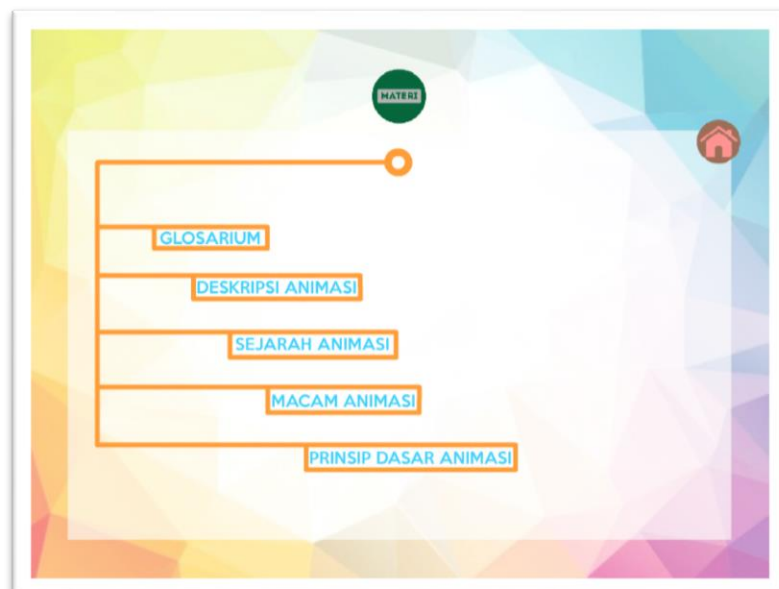 MATERI
GLOSARIUM
DESKRIPSI ANIMASI
SEJARAH ANIMASI
MACAM ANIMASI
PRINSIP DASAR ANIMASI